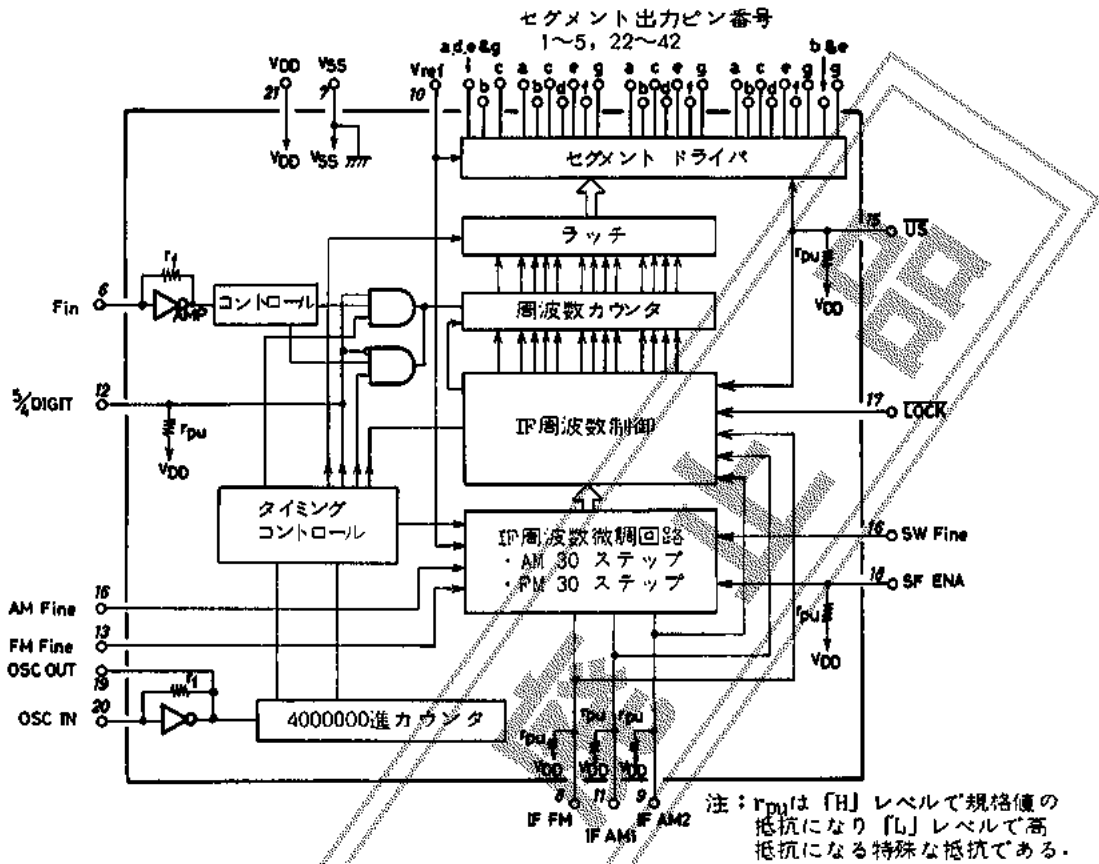 セグメント出力ピン番号
1〜5, 22〜42
a,d,e&g b c a b c d e f g a b c d e f g a b c d e f g b&e g
VDD
21
VDD
VSS
7
VSS
Vref
10
セグメント ドライバ
ラッチ
周波数カウンタ
IF周波数制御
IF周波数微調回路
・AM 30 ステップ
・FM 30 ステップ
Fin
6
rf
AMP
コントロール
5/4DIGIT
12
rpu
VDD
タイミング
コントロール
AM Fine
16
FM Fine
13
OSC OUT
19
rf
OSC IN
20
4000000進カウンタ
15
US
rpu
VDD
17
LOCK
16
SW Fine
18
SF ENA
rpu
VDD
rpu
rpu
rpu
VDD
VDD
VDD
8
11
9
IF FM
IF AM1
IF AM2
注：rpuは「H」レベルで規格値の
抵抗になり「L」レベルで高
抵抗になる特殊な抵抗である.